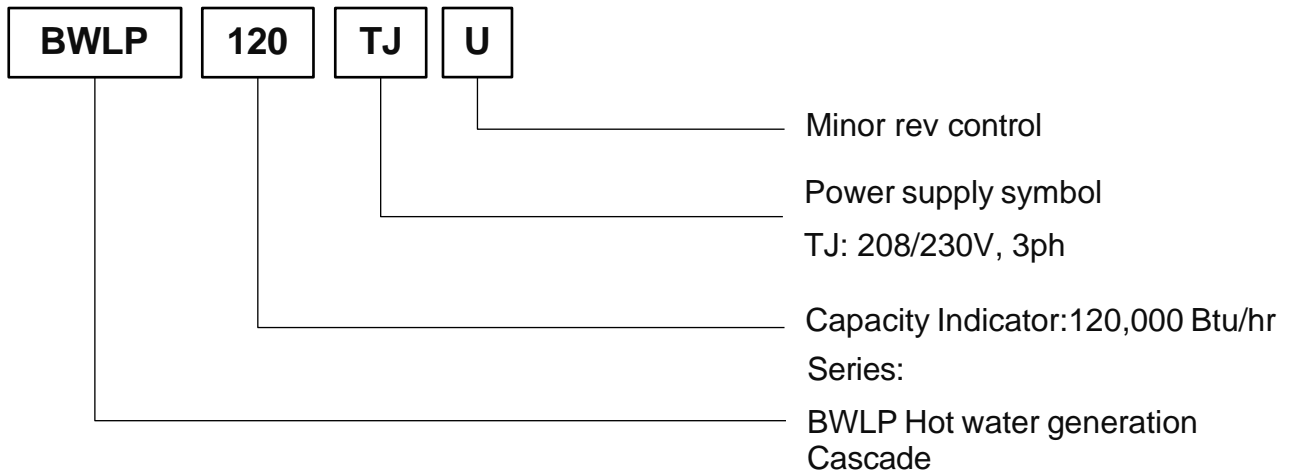 BWLP 120 TJ U
Minor rev control
Power supply symbol
TJ: 208/230V, 3ph
Capacity Indicator:120,000 Btu/hr
Series:
BWLP Hot water generation
Cascade